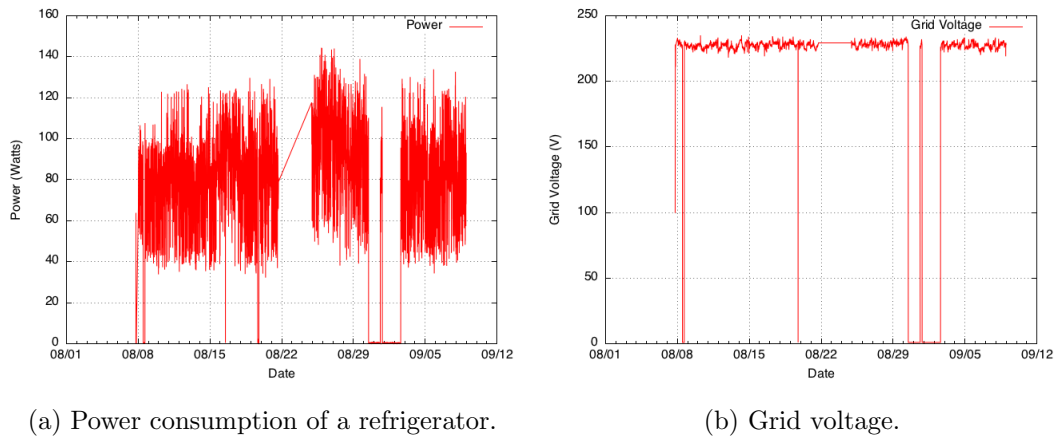 160
140
120
100
80
60
40
20
0
Power (Watts)
Power
08/01 08/08 08/15 08/22 08/29 09/05 09/12
Date
(a) Power consumption of a refrigerator.
250
200
150
100
50
0
Grid Voltage (V)
Grid Voltage
08/01 08/08 08/15 08/22 08/29 09/05 09/12
Date
(b) Grid voltage.